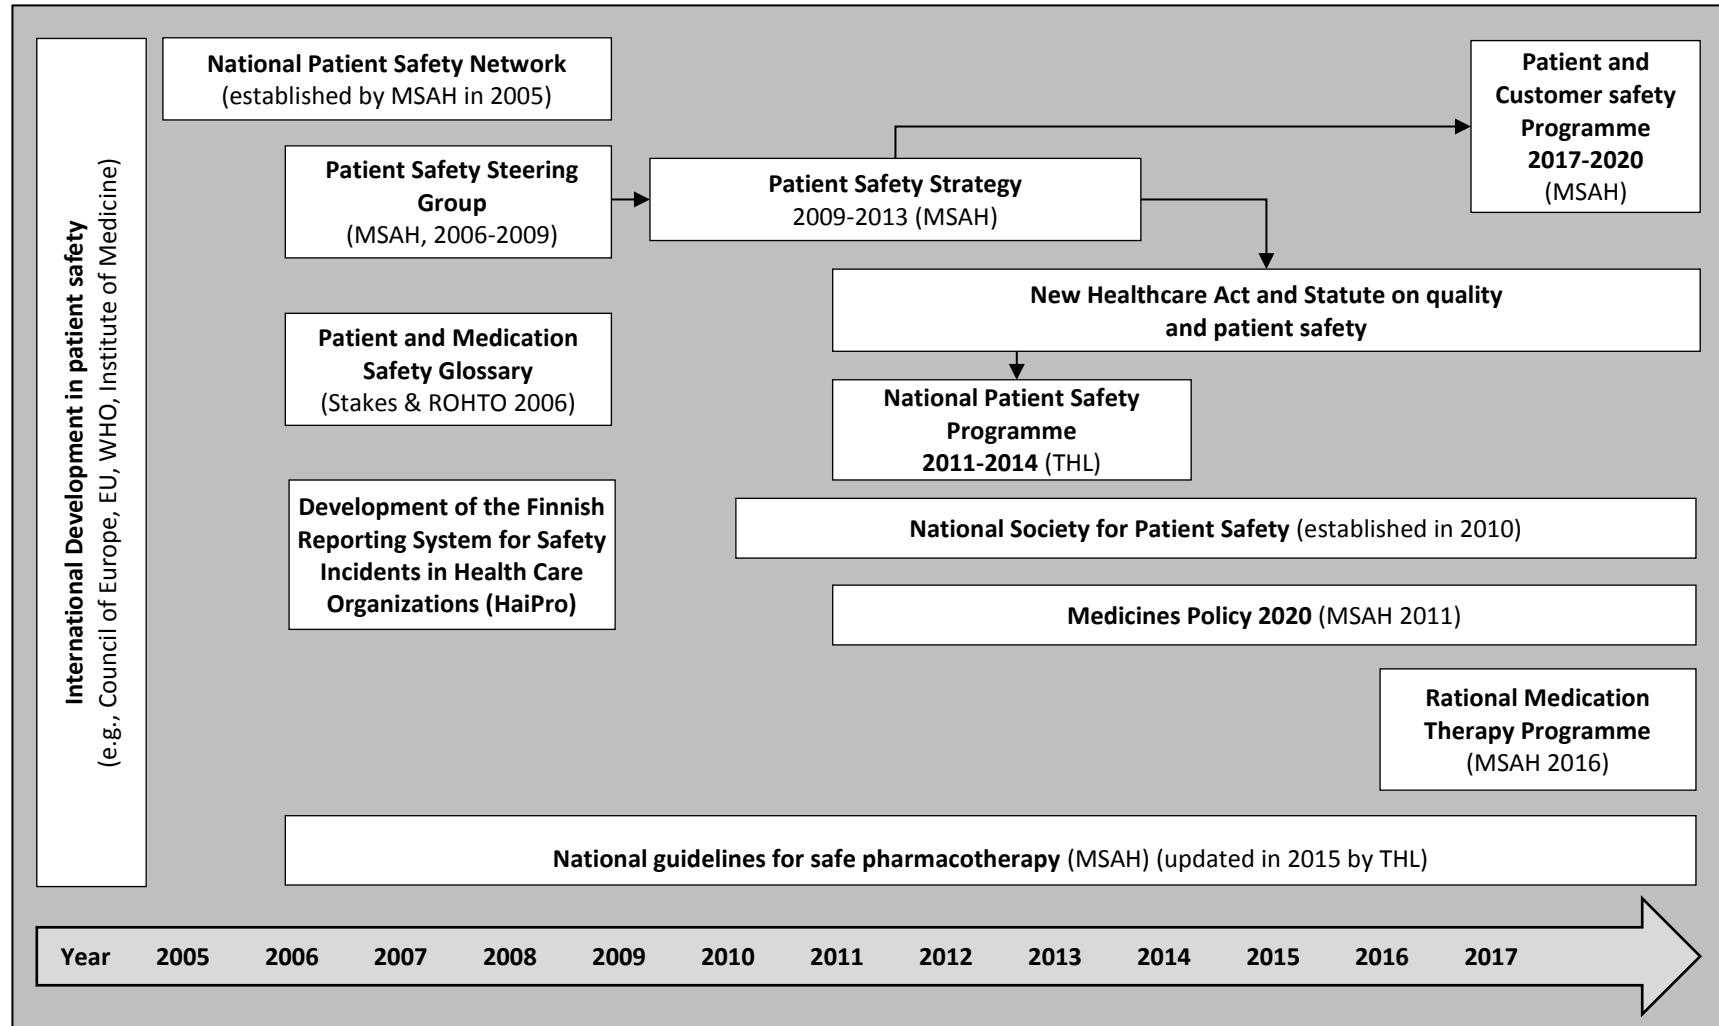 International Development in patient safety
(e.g., Council of Europe, EU, WHO, Institute of Medicine)
National Patient Safety Network
(established by MSAH in 2005)
Patient Safety Steering
Group
(MSAH, 2006-2009)
Patient and Medication
Safety Glossary
(Stakes & ROHTO 2006)
Development of the Finnish
Reporting System for Safety
Incidents in Health Care
Organizations (HaiPro)
Patient Safety Strategy
2009-2013 (MSAH)
Patient and
Customer safety
Programme
2017-2020
(MSAH)
New Healthcare Act and Statute on quality
and patient safety
National Patient Safety
Programme
2011-2014 (THL)
National Society for Patient Safety (established in 2010)
Medicines Policy 2020 (MSAH 2011)
Rational Medication
Therapy Programme
(MSAH 2016)
National guidelines for safe pharmacotherapy (MSAH) (updated in 2015 by THL)
Year 2005 2006 2007 2008 2009 2010 2011 2012 2013 2014 2015 2016 2017